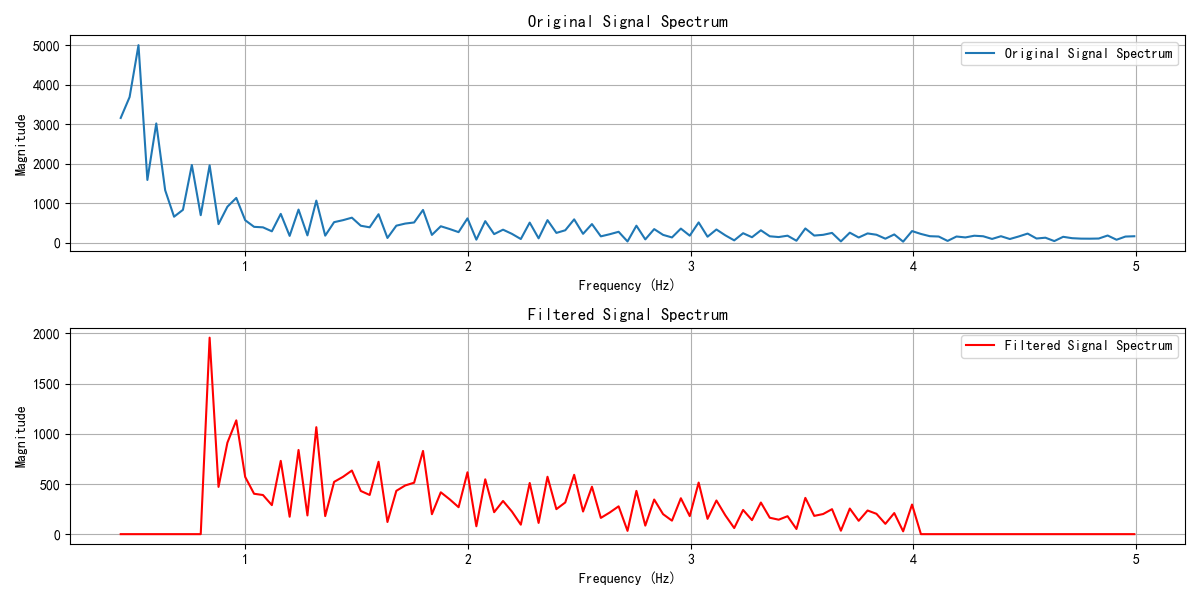 Original Signal Spectrum
5000
4000
3000
2000
1000
0
Magnitude
Original Signal Spectrum
1 2 3 4 5
Frequency (Hz)
Filtered Signal Spectrum
2000
1500
1000
500
0
Magnitude
Filtered Signal Spectrum
1 2 3 4 5
Frequency (Hz)